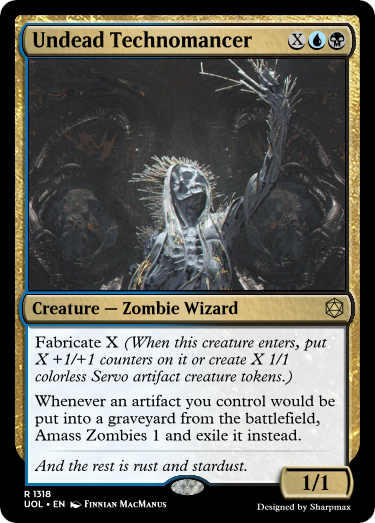 Undead Technomancer X
Creature — Zombie Wizard
Fabricate X (When this creature enters, put
X +1/+1 counters on it or create X 1/1
colorless Servo artifact creature tokens.)
Whenever an artifact you control would be
put into a graveyard from the battlefield,
Amass Zombies 1 and exile it instead.
And the rest is rust and stardust.
1/1
R 1318
UOL • EN Finnian MacManus
Designed by Sharpmax